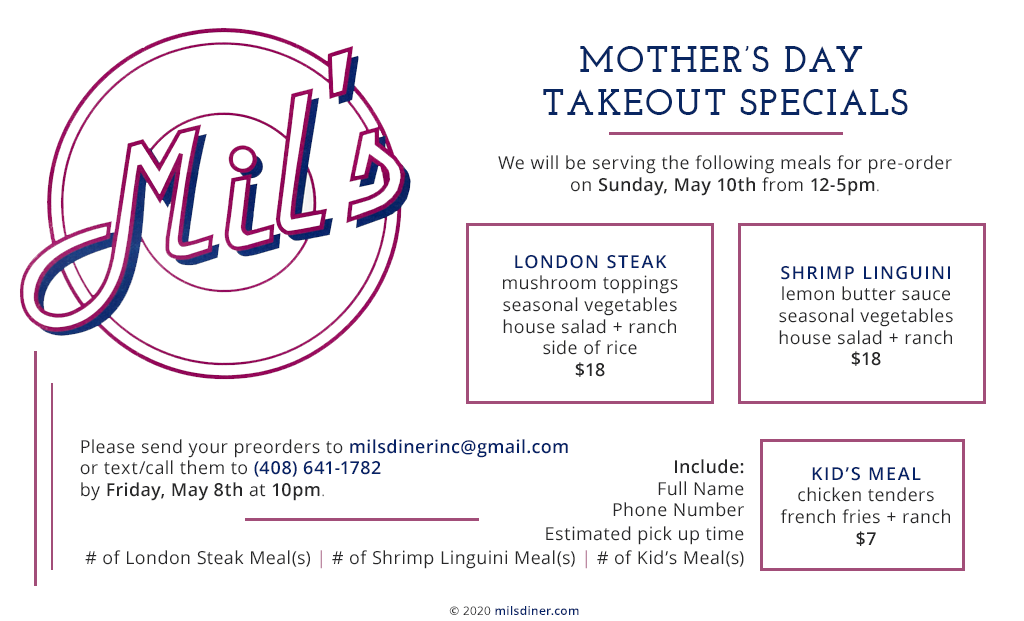 Mil's
MOTHER'S DAY
TAKEOUT SPECIALS
We will be serving the following meals for pre-order
on Sunday, May 10th from 12-5pm.
LONDON STEAK
mushroom toppings
seasonal vegetables
house salad + ranch
side of rice
$18
SHRIMP LINGUINI
lemon butter sauce
seasonal vegetables
house salad + ranch
$18
Please send your preorders to milsdinerinc@gmail.com
or text/call them to (408) 641-1782
by Friday, May 8th at 10pm.
Include:
Full Name
Phone Number
Estimated pick up time
# of London Steak Meal(s) | # of Shrimp Linguini Meal(s) | # of Kid's Meal(s)
KID'S MEAL
chicken tenders
french fries + ranch
$7
© 2020 milsdiner.com